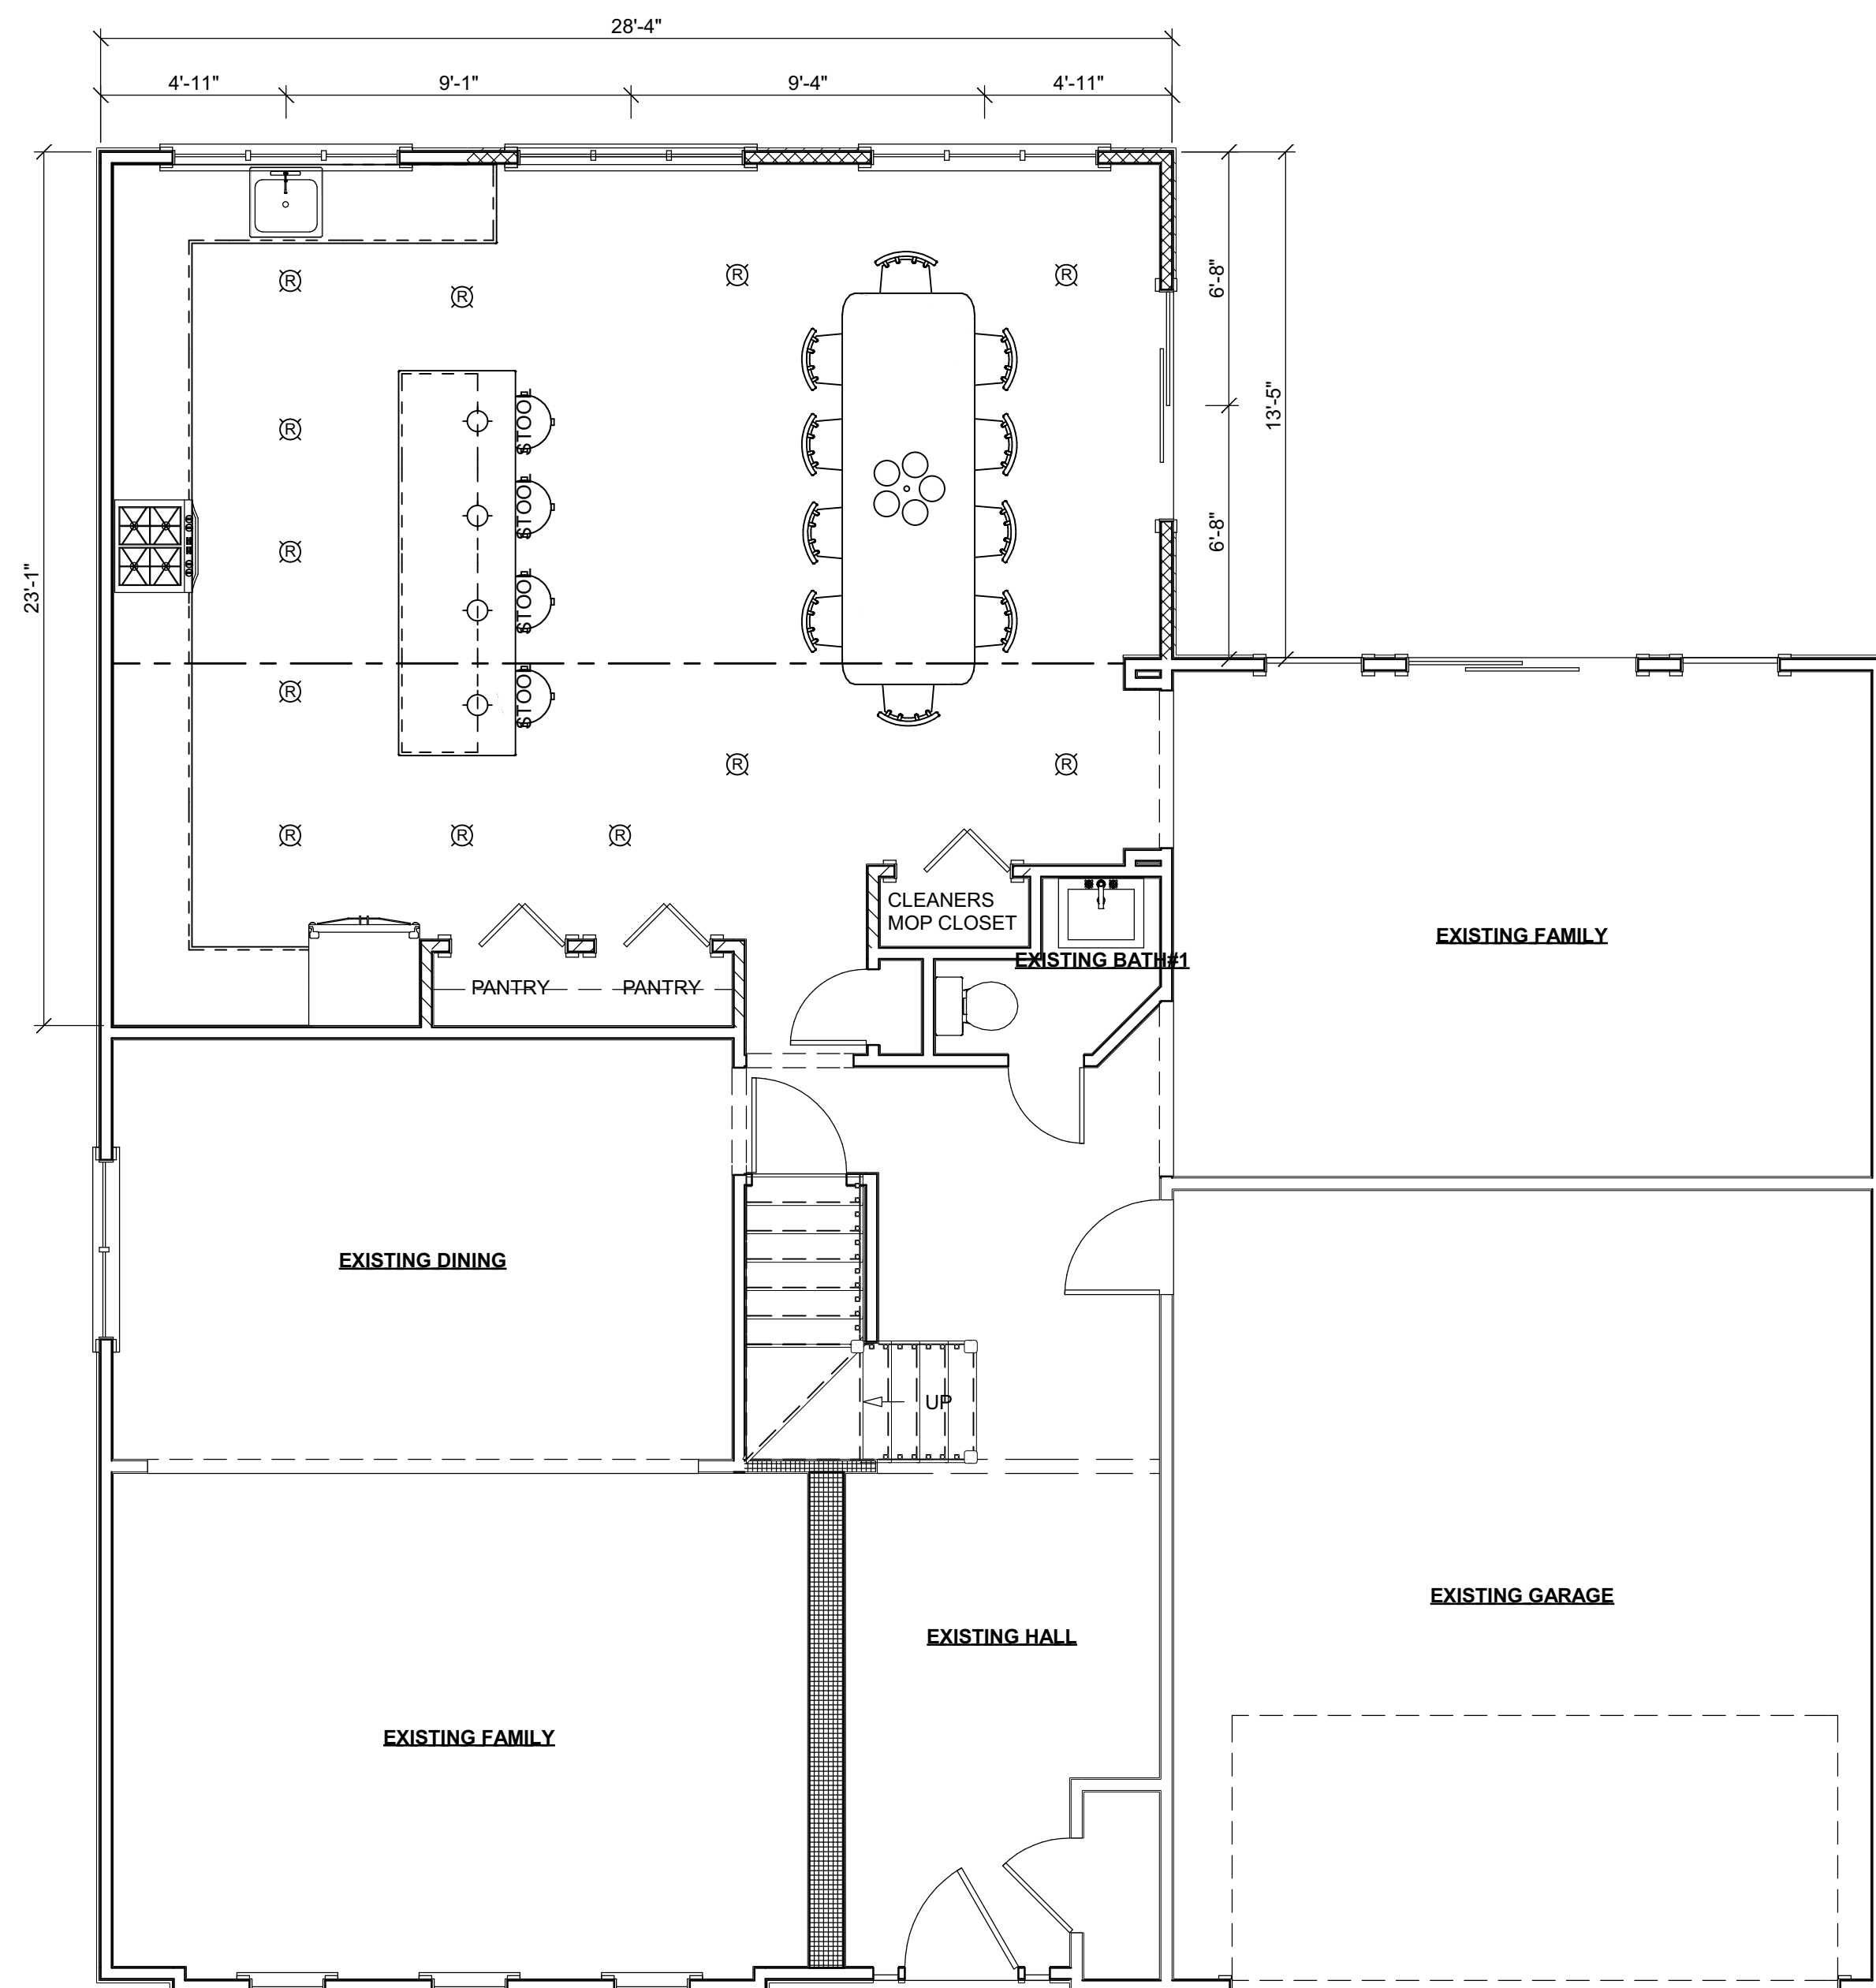 28'-4"
4'-11"
9'-1"
9'-4"
4'-11"
R
R
R
R
6'-8"
13'-5"
STOOL
R
STOOL
R
6'-8"
23'-1"
STOOL
R
STOOL
R
R
R
R
R
CLEANERS
MOP CLOSET
EXISTING FAMILY
EXISTING BATH#1
PANTRY
PANTRY
EXISTING DINING
UP
EXISTING GARAGE
EXISTING HALL
EXISTING FAMILY